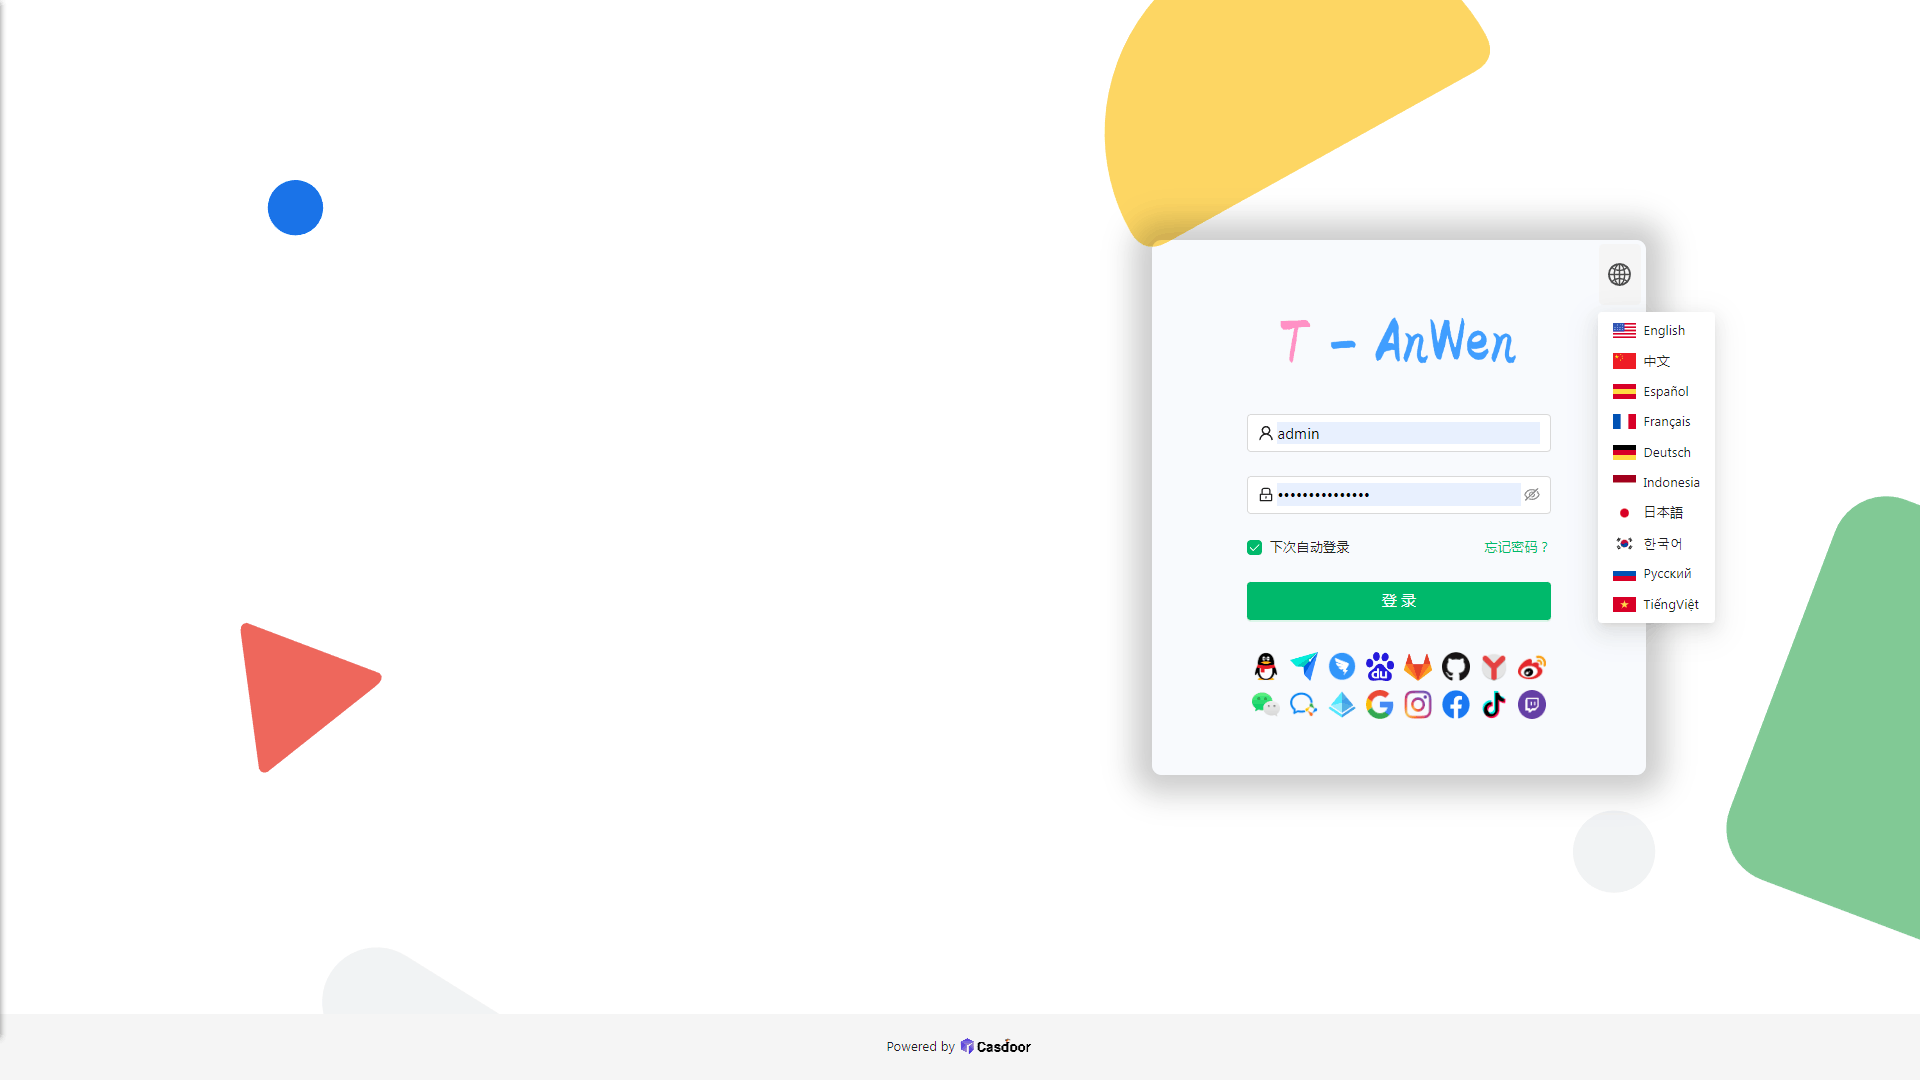 T - AnWen
English
中文
Español
Français
Deutsch
Indonesia
日本語
한국어
Русский
TiếngViệt
admin
•••••••••••••••
下次自动登录 忘记密码？
登 录
du
Powered by Casdoor